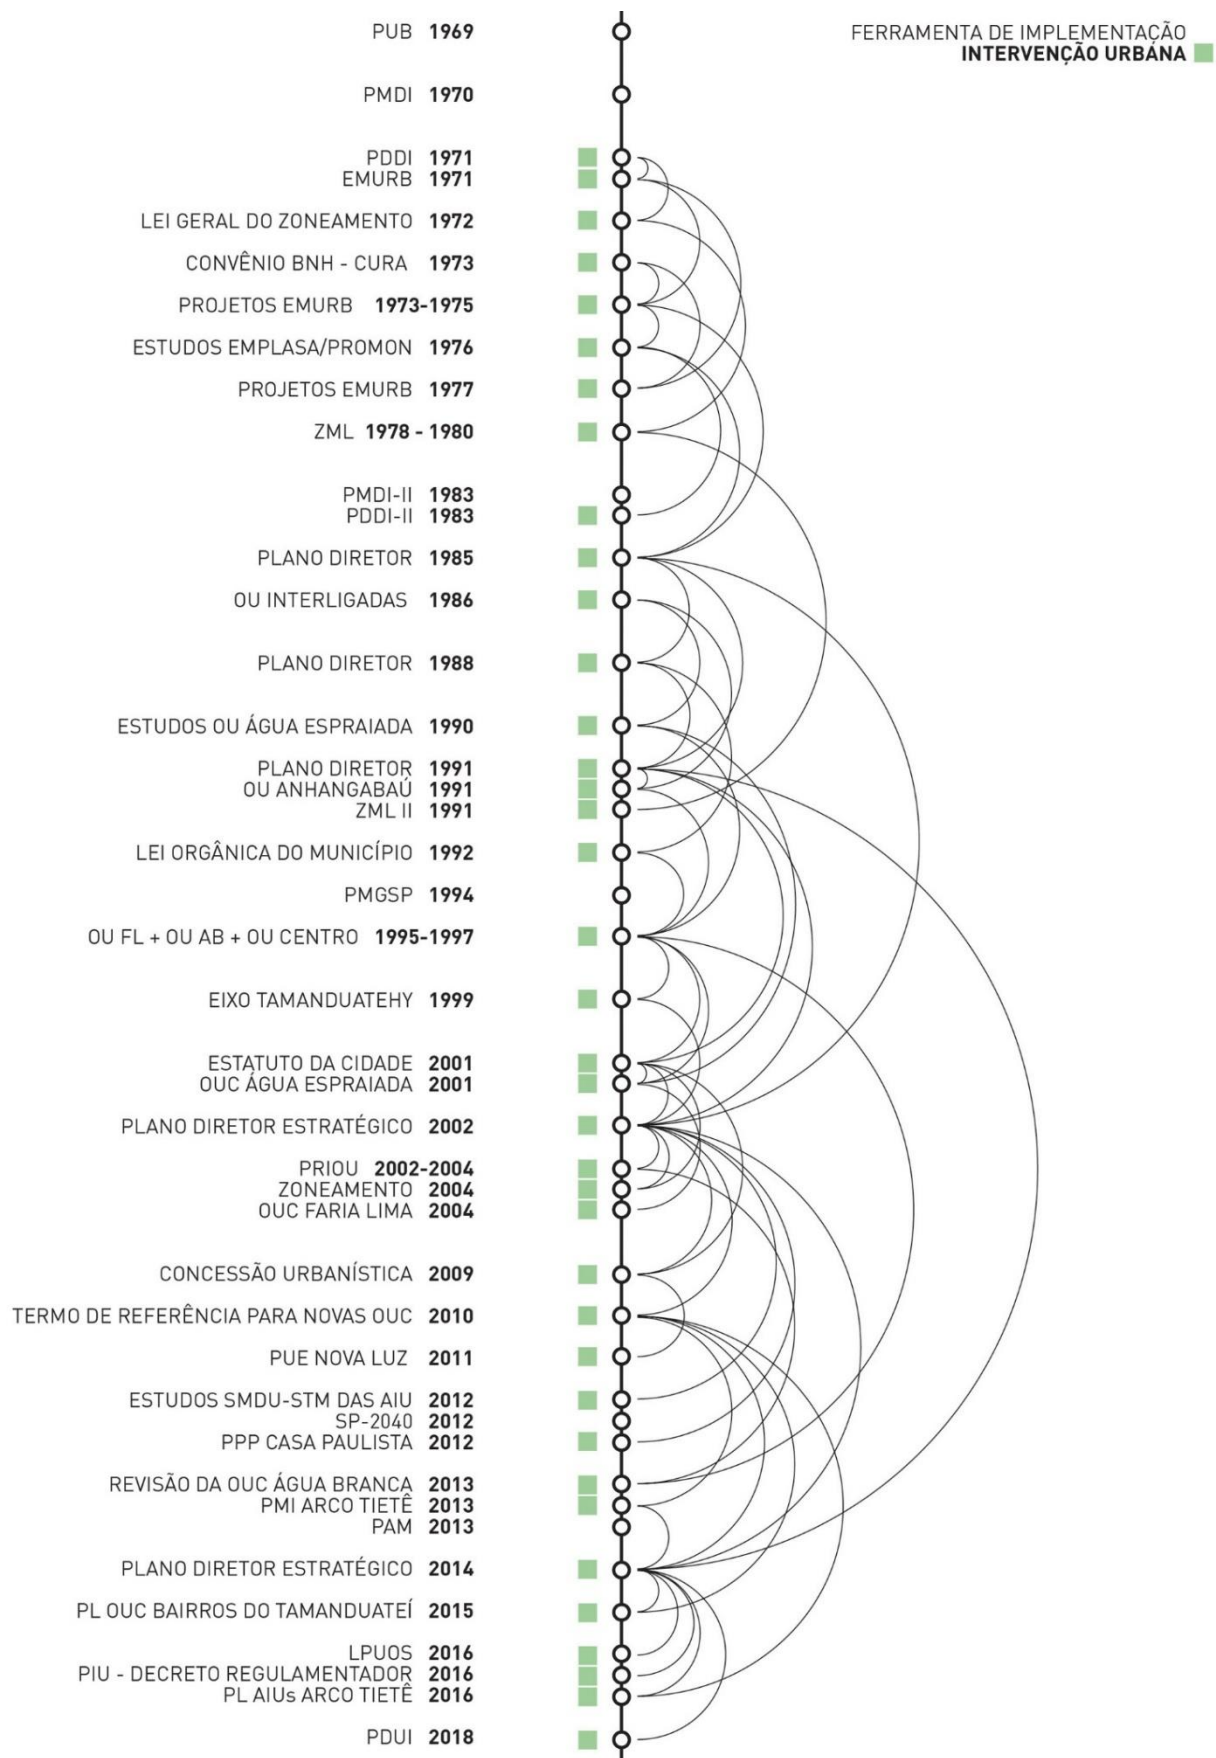 FERRAMENTA DE IMPLEMENTAÇÃO
INTERVENÇÃO URBANA
PUB 1969
PMDI 1970
PDDI 1971
EMURB 1971
LEI GERAL DO ZONEAMENTO 1972
CONVÊNIO BNH - CURA 1973
PROJETOS EMURB 1973-1975
ESTUDOS EMPLASA/PROMON 1976
PROJETOS EMURB 1977
ZML 1978 - 1980
PMDI-II 1983
PDDI-II 1983
PLANO DIRETOR 1985
OU INTERLIGADAS 1986
PLANO DIRETOR 1988
ESTUDOS OU ÁGUA ESPRAIADA 1990
PLANO DIRETOR 1991
OU ANHANGABAÚ 1991
ZML II 1991
LEI ORGÂNICA DO MUNICÍPIO 1992
PMGSP 1994
OU FL + OU AB + OU CENTRO 1995-1997
EIXO TAMANDUATEHY 1999
ESTATUTO DA CIDADE 2001
OUC ÁGUA ESPRAIADA 2001
PLANO DIRETOR ESTRATÉGICO 2002
PRIOU 2002-2004
ZONEAMENTO 2004
OUC FARIA LIMA 2004
CONCESSÃO URBANÍSTICA 2009
TERMO DE REFERÊNCIA PARA NOVAS OUC 2010
PUE NOVA LUZ 2011
ESTUDOS SMDU-STM DAS AIU 2012
SP-2040 2012
PPP CASA PAULISTA 2012
REVISÃO DA OUC ÁGUA BRANCA 2013
PMI ARCO TIETÊ 2013
PAM 2013
PLANO DIRETOR ESTRATÉGICO 2014
PL OUC BAIRROS DO TAMANDUATEÍ 2015
LPUOS 2016
PIU - DECRETO REGULAMENTADOR 2016
PL AIUs ARCO TIETÊ 2016
PDUI 2018